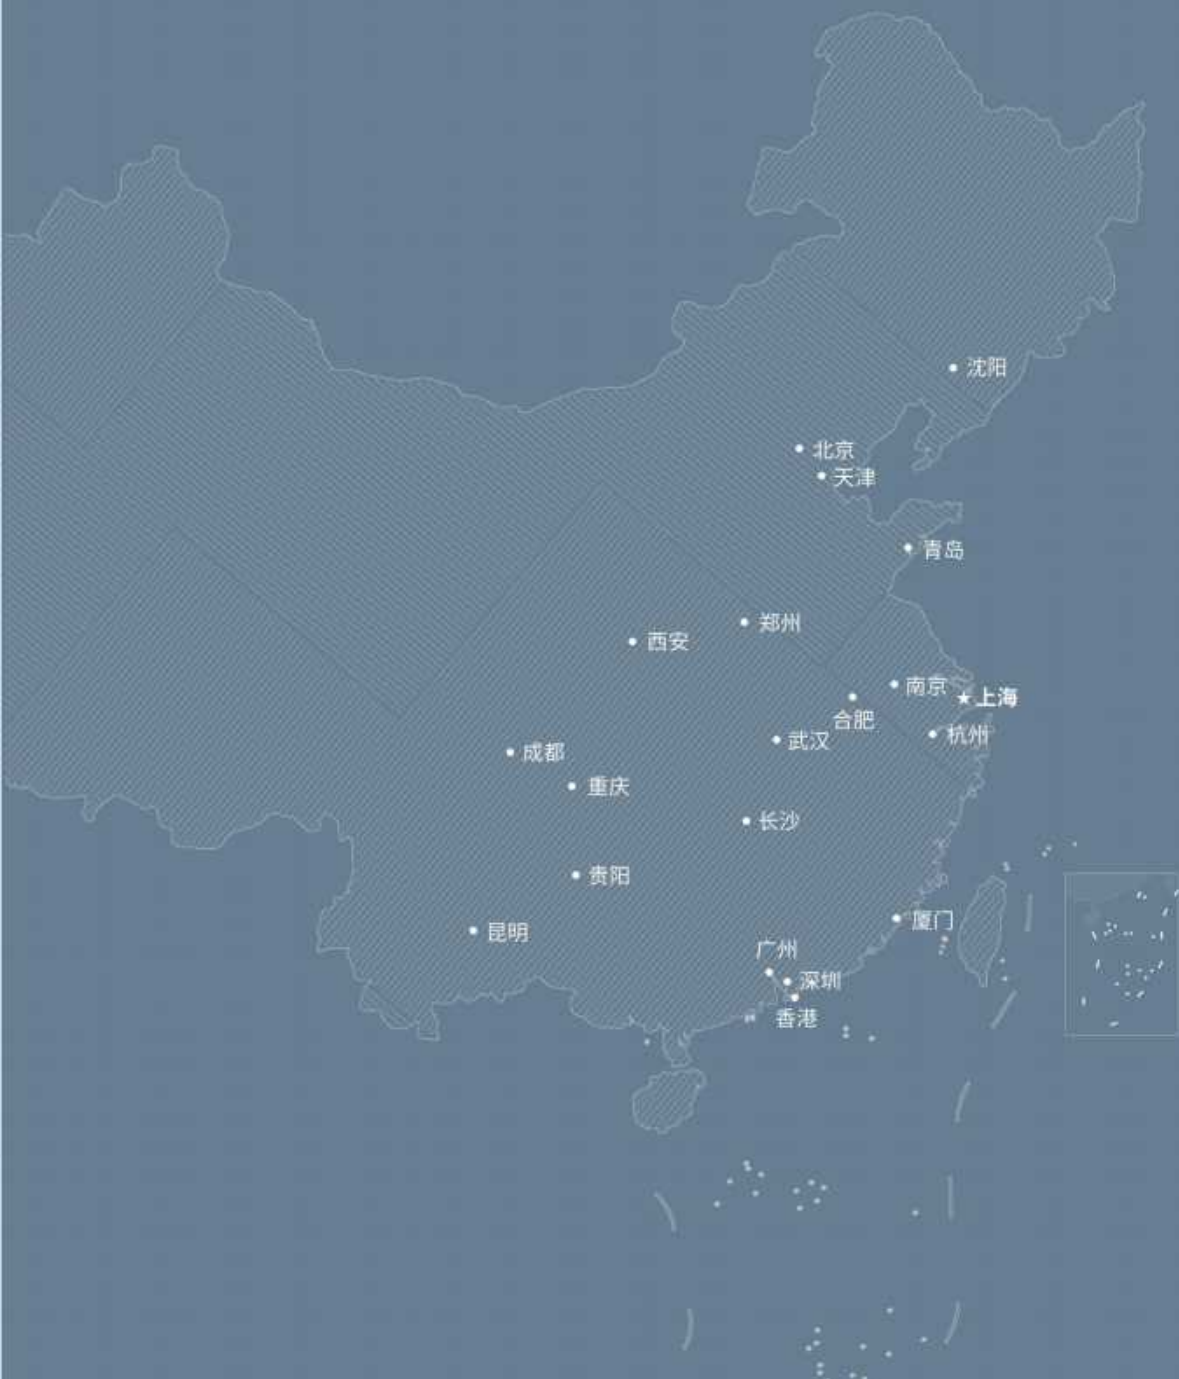 沈阳
北京
天津
青岛
郑州
西安
南京
上海
合肥
杭州
武汉
成都
重庆
长沙
贵阳
厦门
昆明
广州
深圳
香港